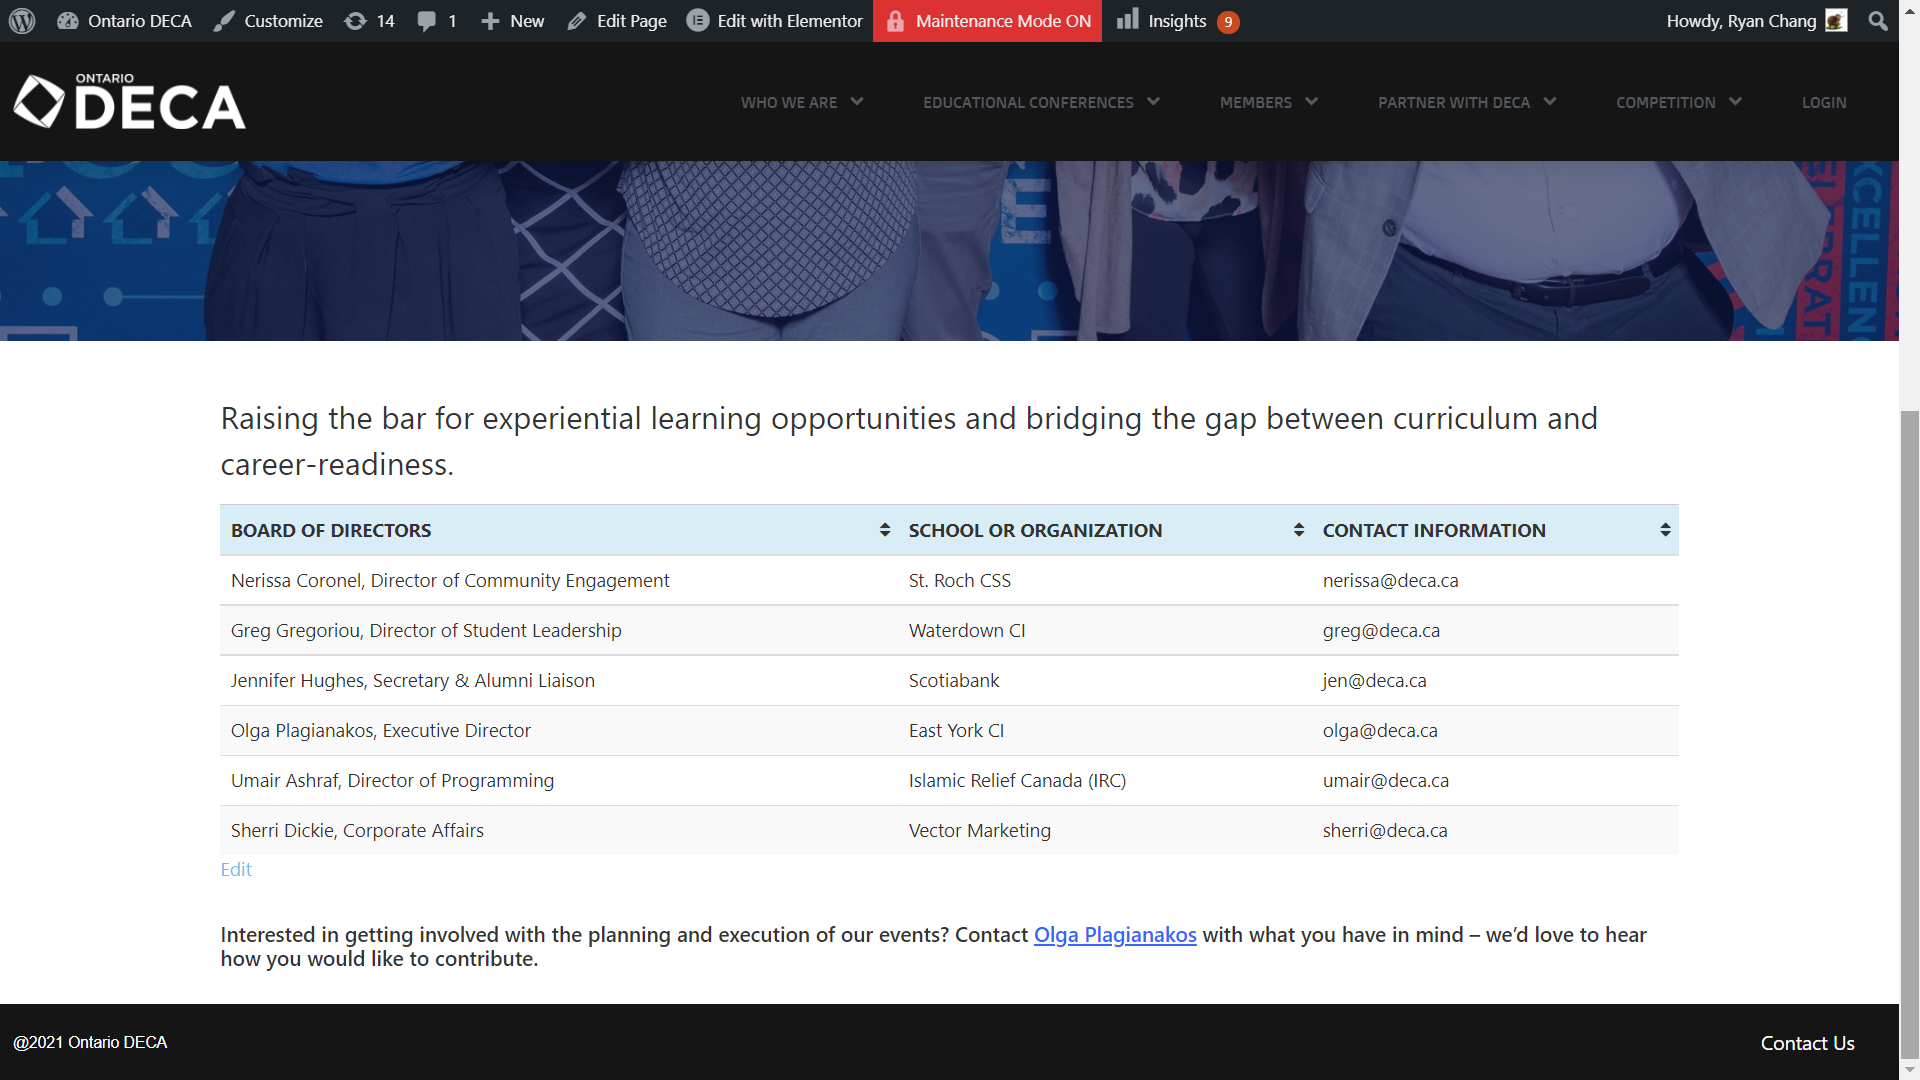 Ontario DECA Customize 14 1 New Edit Page Edit with Elementor Maintenance Mode ON Insights 9 Howdy, Ryan Chang
ONTARIO
DECA
WHO WE ARE EDUCATIONAL CONFERENCES MEMBERS PARTNER WITH DECA COMPETITION LOGIN
Raising the bar for experiential learning opportunities and bridging the gap between curriculum and
career-readiness.
BOARD OF DIRECTORS SCHOOL OR ORGANIZATION CONTACT INFORMATION
Nerissa Coronel, Director of Community Engagement St. Roch CSS nerissa@deca.ca
Greg Gregoriou, Director of Student Leadership Waterdown CI greg@deca.ca
Jennifer Hughes, Secretary & Alumni Liaison Scotiabank jen@deca.ca
Olga Plagianakos, Executive Director East York CI olga@deca.ca
Umair Ashraf, Director of Programming Islamic Relief Canada (IRC) umair@deca.ca
Sherri Dickie, Corporate Affairs Vector Marketing sherri@deca.ca
Edit
Interested in getting involved with the planning and execution of our events? Contact Olga Plagianakos with what you have in mind – we’d love to hear
how you would like to contribute.
@2021 Ontario DECA Contact Us